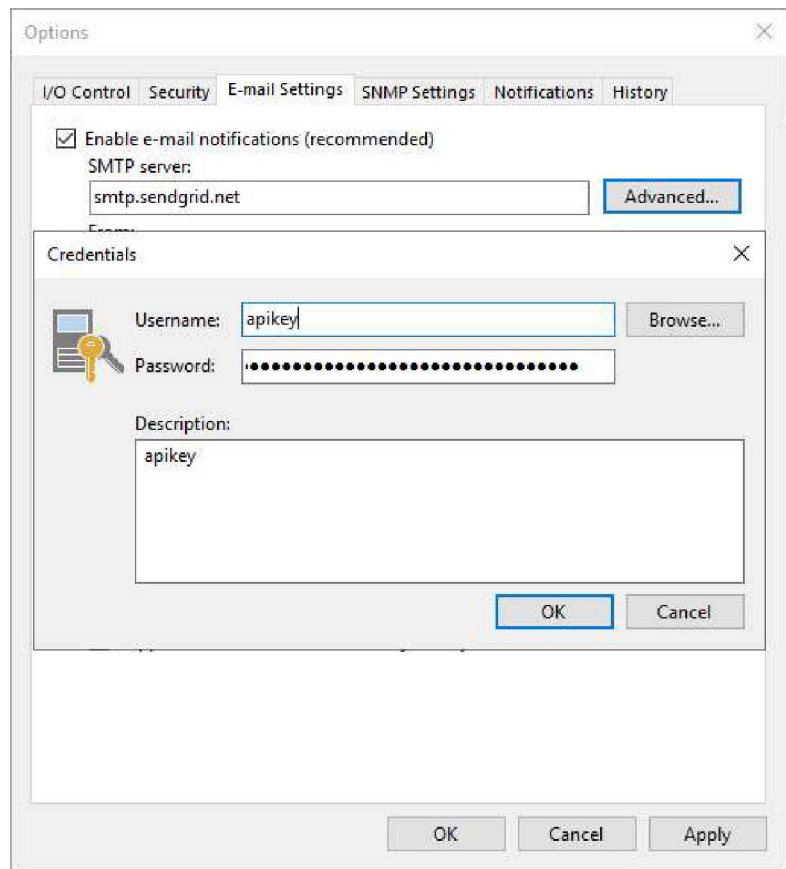 Options
I/O Control Security E-mail Settings SNMP Settings Notifications History
Enable e-mail notifications (recommended)
SMTP server:
smtp.sendgrid.net Advanced...
From:
Credentials
Username: apikey Browse...
Password: ••••••••••••••••••••••••••••••••
Description:
apikey
OK Cancel
OK Cancel Apply